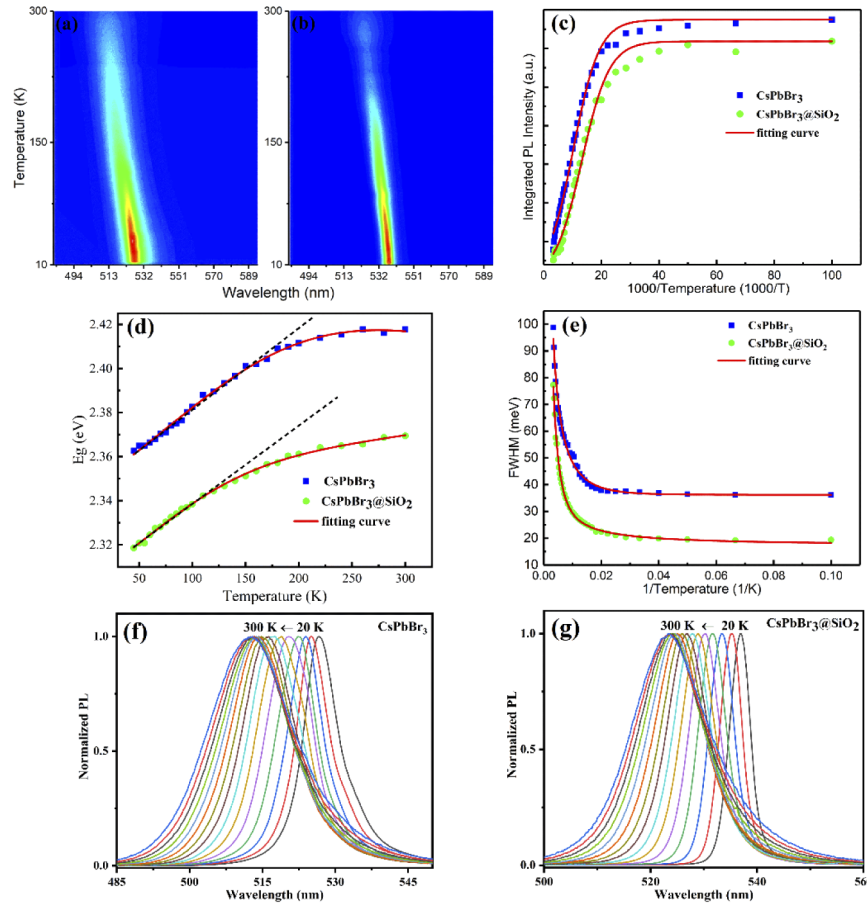 (a)
300
150
10
Temperature (K)
494 513 532 551 570 589
(b)
494 513 532 551 570 589
Wavelength (nm)
(c)
CsPbBr3
CsPbBr3@SiO2
fitting curve
Integrated PL Intensity (a.u.)
0 20 40 60 80 100
1000/Temperature (1000/T)
(d)
2.42
2.40
2.38
2.36
2.34
2.32
Eg (eV)
CsPbBr3
CsPbBr3@SiO2
fitting curve
50 100 150 200 250 300
Temperature (K)
(e)
100
90
80
70
60
50
40
30
20
10
0
FWHM (meV)
CsPbBr3
CsPbBr3@SiO2
fitting curve
0.00 0.02 0.04 0.06 0.08 0.10
1/Temperature (1/K)
(f)
300 K ← 20 K
CsPbBr3
1.0
0.5
0.0
Normalized PL
485 500 515 530 545
Wavelength (nm)
(g)
300 K ← 20 K
CsPbBr3@SiO2
1.0
0.5
0.0
Normalized PL
500 520 540 560
Wavelength (nm)